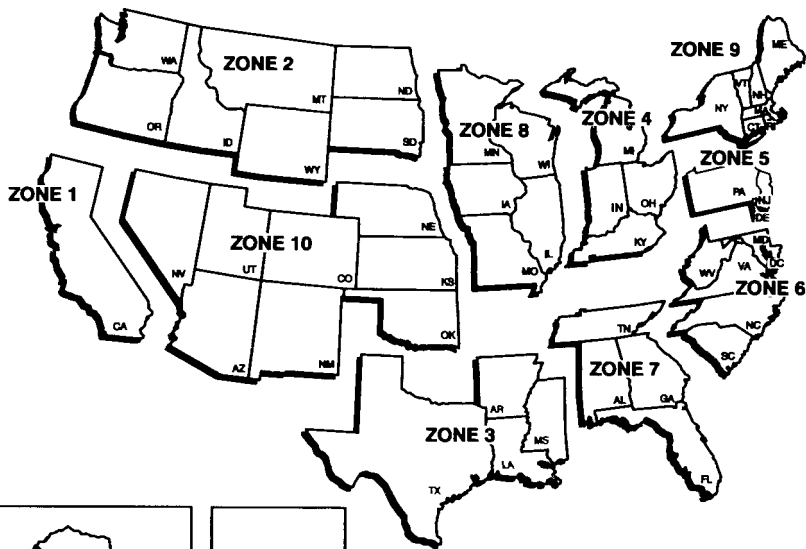 ZONE 1
CA
ZONE 2
WA
OR
ID
MT
WY
ND
SD
ZONE 10
NV
UT
CO
AZ
NM
NE
KS
OK
ZONE 3
TX
AR
LA
MS
ZONE 8
MN
WI
IA
IL
MO
ZONE 4
MI
IN
OH
KY
ZONE 9
ME
VT
NH
NY
MA
CT
RI
ZONE 5
PA
NJ
DE
ZONE 6
MD
DC
WV
VA
NC
SC
ZONE 7
TN
AL
GA
FL